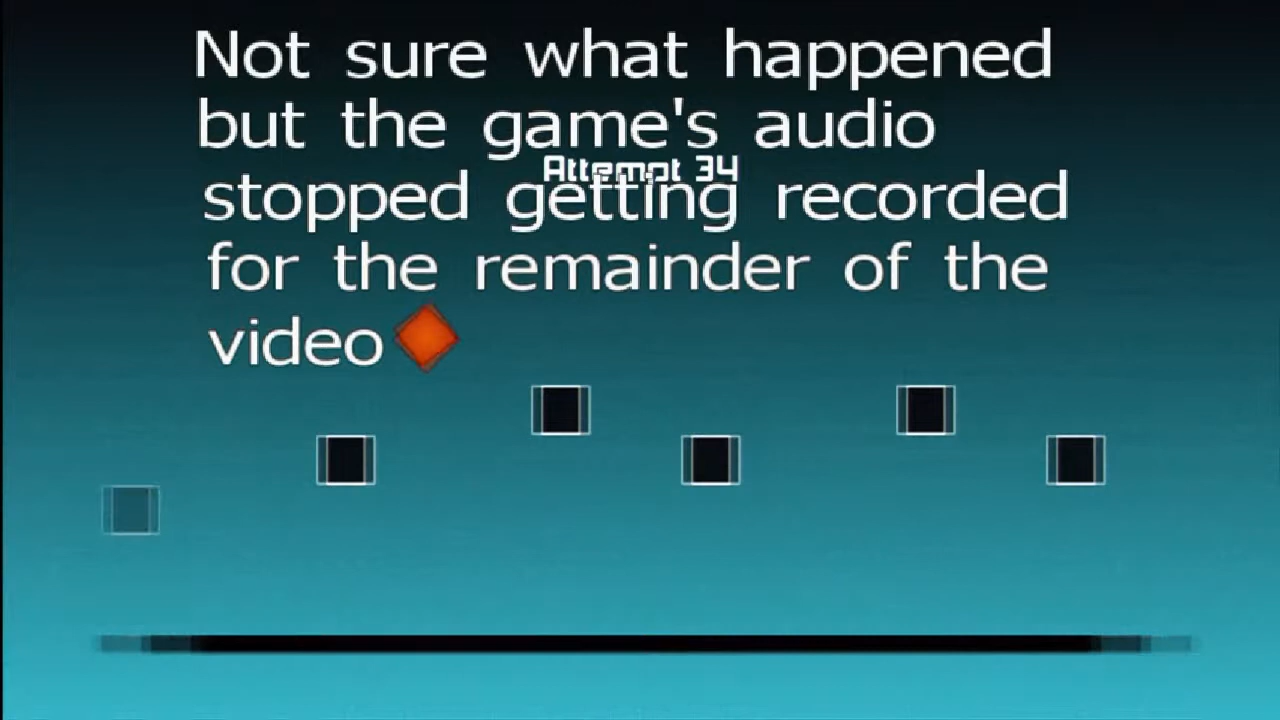 Not sure what happened
but the game's audio
Attempt 34
stopped getting recorded
for the remainder of the
video